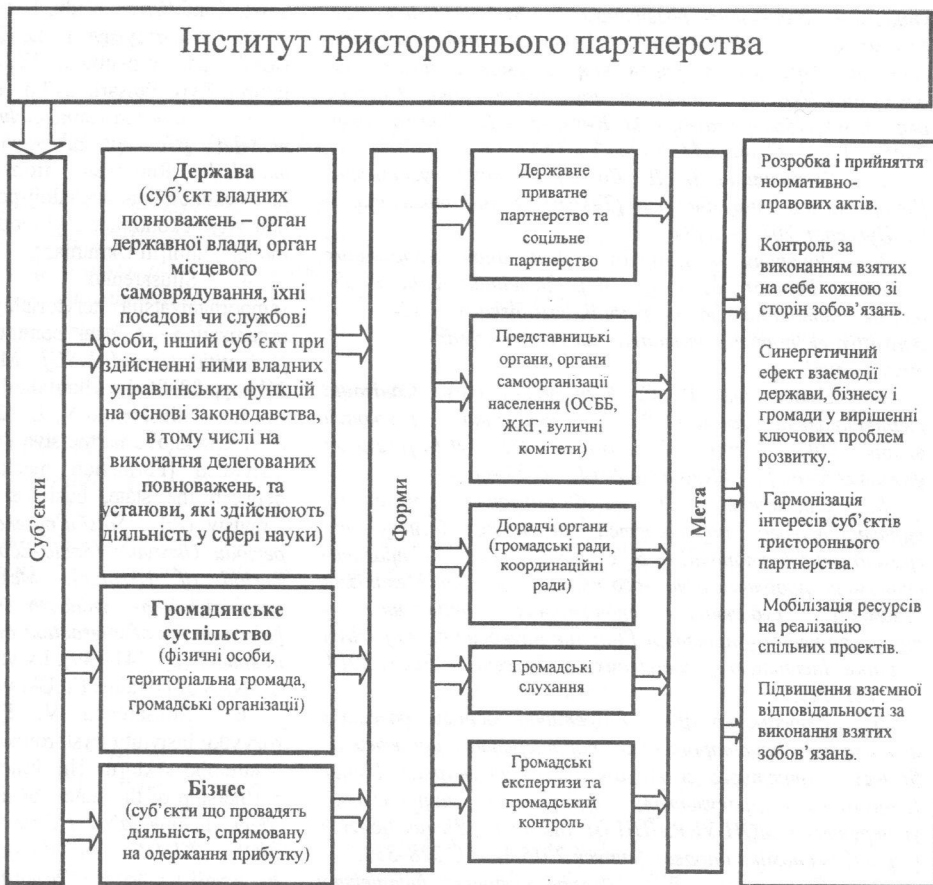 Інститут тристороннього партнерства
Суб’єкти
Держава
(суб’єкт владних
повноважень – орган
державної влади, орган
місцевого
самоврядування, їхні
посадові чи службові
особи, інший суб’єкт при
здійсненні ними владних
управлінських функцій
на основі законодавства,
в тому числі на
виконання делегованих
повноважень, та
установи, які здійснюють
діяльність у сфері науки)
Громадянське
суспільство
(фізичні особи,
територіальна громада,
громадські організації)
Бізнес
(суб’єкти що провадять
діяльність, спрямовану
на одержання прибутку)
Форми
Державне
приватне
партнерство та
соцільне
партнерство
Представницькі
органи, органи
самоорганізації
населення (ОСББ,
ЖКГ, вуличні
комітети)
Дорадчі органи
(громадські ради,
координаційні
ради)
Громадські
слухання
Громадські
експертизи та
громадський
контроль
Мета
Розробка і прийняття
нормативно-
правових актів.
Контроль за
виконанням взятих
на себе кожною зі
сторін зобов’язань.
Синергетичний
ефект взаємодії
держави, бізнесу і
громади у вирішенні
ключових проблем
розвитку.
Гармонізація
інтересів суб’єктів
тристороннього
партнерства.
Мобілізація ресурсів
на реалізацію
спільних проектів.
Підвищення взаємної
відповідальності за
виконання взятих
зобов’язань.